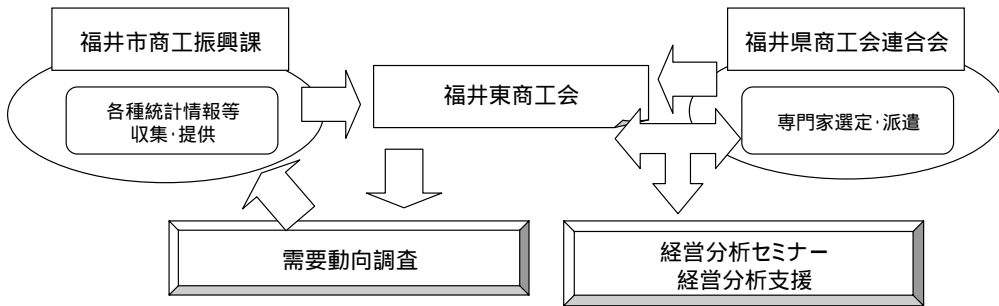 福井市商工振興課
福井県商工会連合会
福井東商工会
各種統計情報等
収集・提供
専門家選定・派遣
需要動向調査
経営分析セミナー
経営分析支援